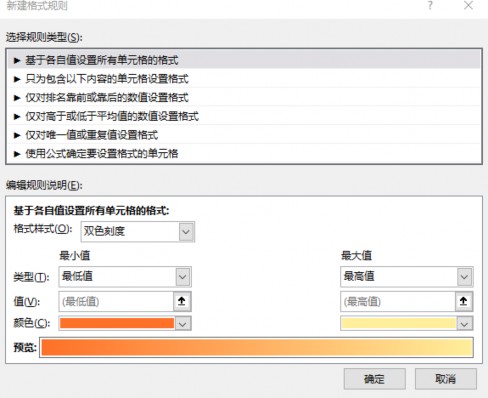 新建格式规则 ? ×
选择规则类型(S):
► 基于各自值设置所有单元格的格式
► 只为包含以下内容的单元格设置格式
► 仅对排名靠前或靠后的数值设置格式
► 仅对高于或低于平均值的数值设置格式
► 仅对唯一值或重复值设置格式
► 使用公式确定要设置格式的单元格
编辑规则说明(E):
基于各自值设置所有单元格的格式:
格式样式(O): 双色刻度
最小值 最大值
类型(T): 最低值 最高值
值(V): (最低值) (最高值)
颜色(C):
预览:
确定 取消